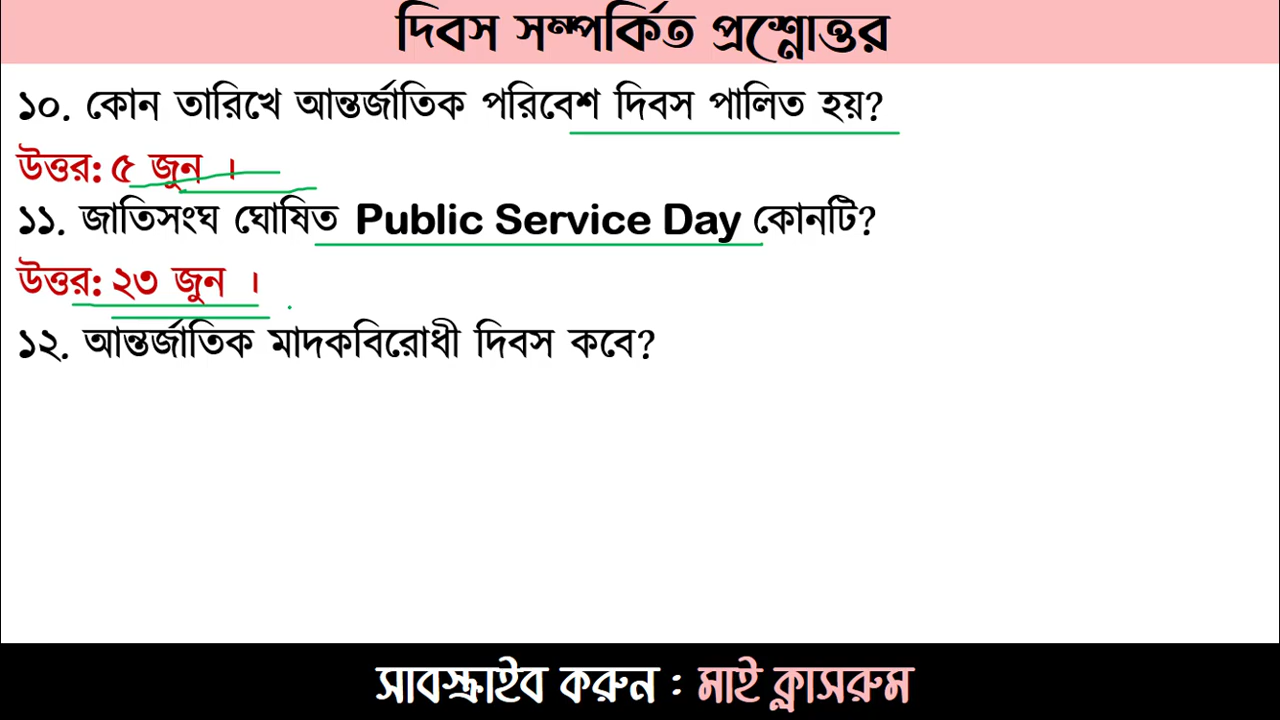 দিবস সম্পর্কিত প্রশ্নোত্তর
১০. কোন তারিখে আন্তর্জাতিক পরিবেশ দিবস পালিত হয়?
উত্তর: ৫ জুন ।
১১. জাতিসংঘ ঘোষিত Public Service Day কোনটি?
উত্তর: ২৩ জুন ।
১২. আন্তর্জাতিক মাদকবিরোধী দিবস কবে?
সাবস্ক্রাইব করুন : মাই ক্লাসরুম